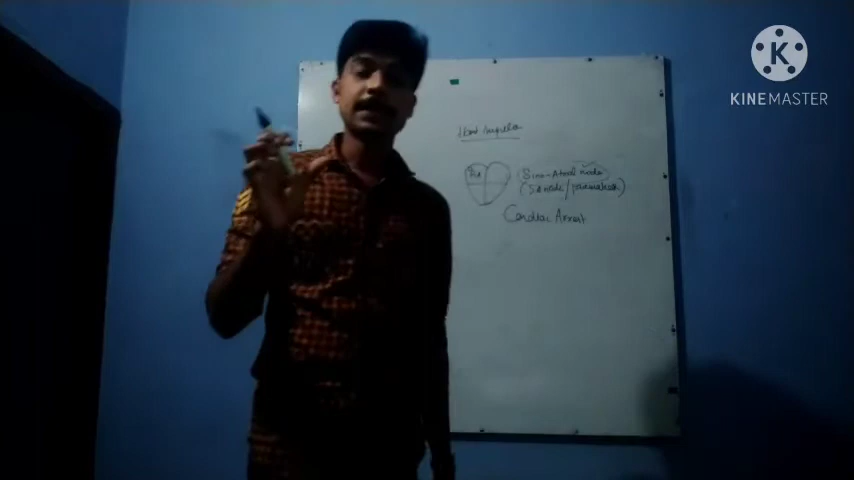 K
KINEMASTER
Heart impulse
RA
(Sino-Atrial node)
(SA node/pacemaker)
Cardiac Arrest